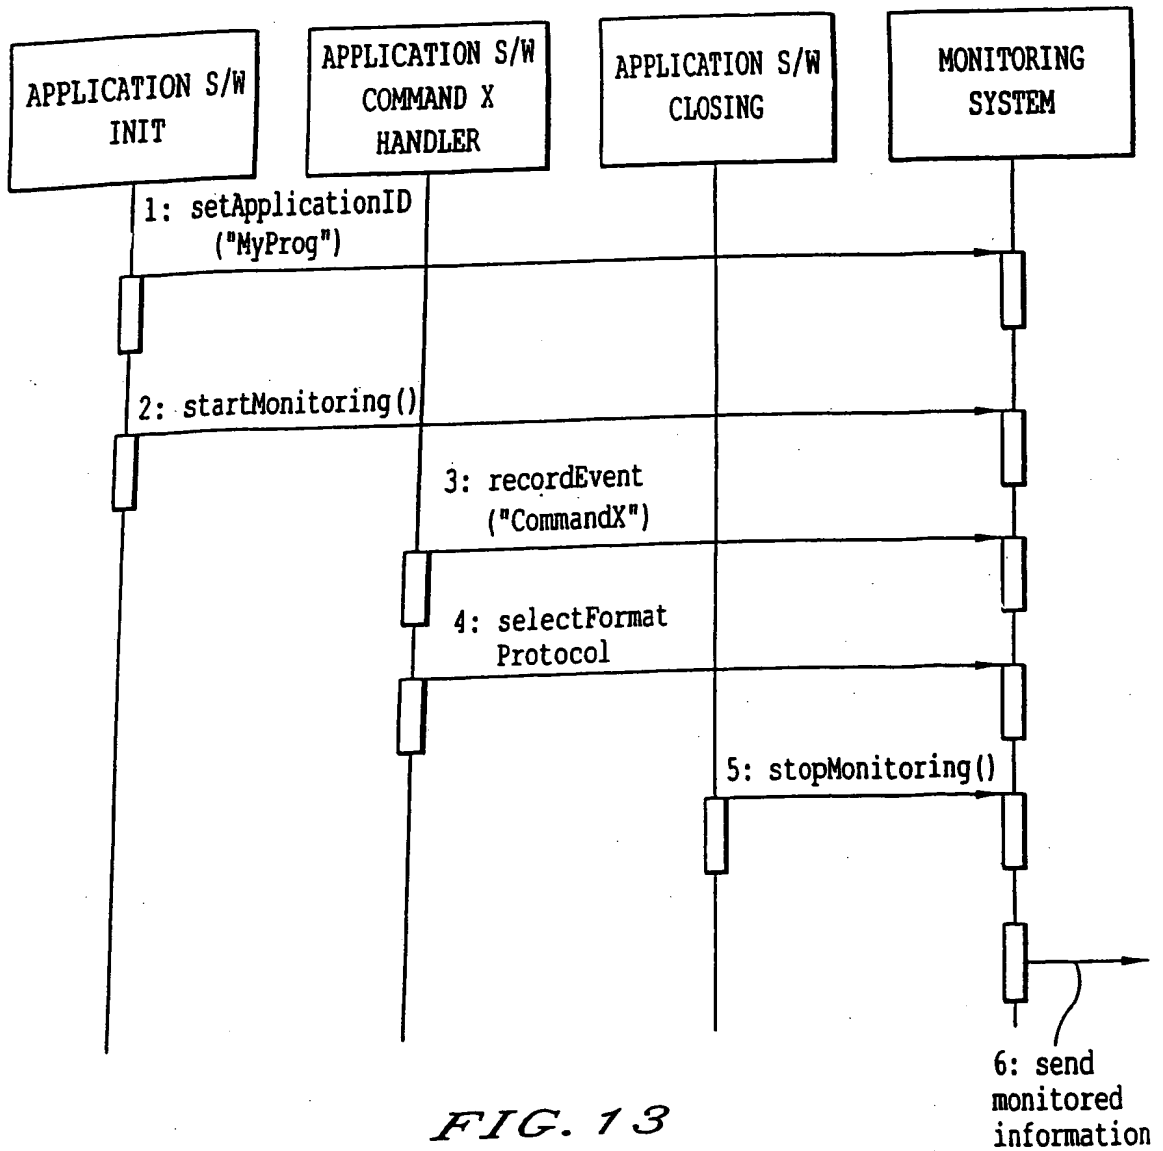 APPLICATION S/W
INIT
APPLICATION S/W
COMMAND X
HANDLER
APPLICATION S/W
CLOSING
MONITORING
SYSTEM
1: setApplicationID
("MyProg")
2: startMonitoring()
3: recordEvent
("CommandX")
4: selectFormat
Protocol
5: stopMonitoring()
6: send
monitored
information
FIG. 13